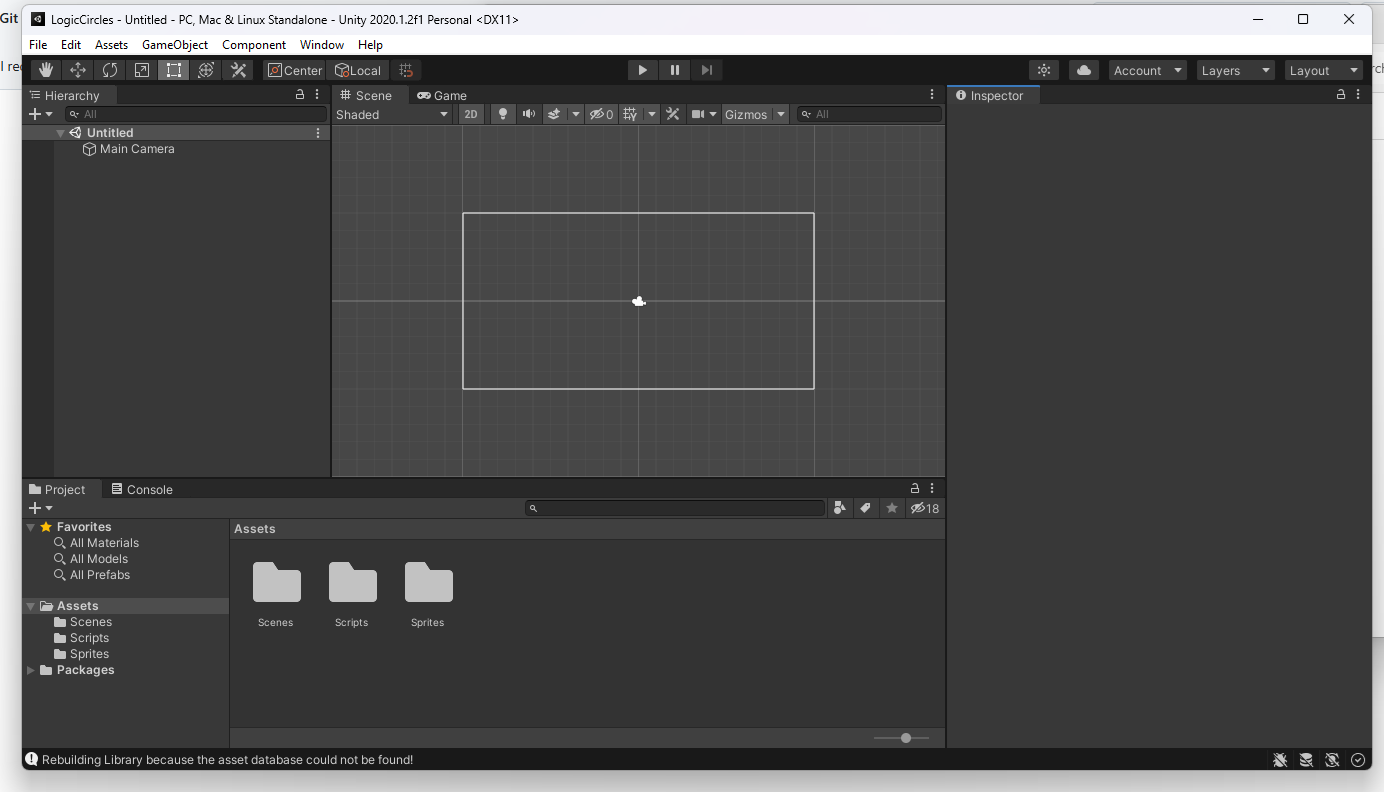 Git
l red
rch
LogicCircles - Untitled - PC, Mac & Linux Standalone - Unity 2020.1.2f1 Personal <DX11>
File Edit Assets GameObject Component Window Help
Center Local Account Layers Layout
Hierarchy
Scene Game
Inspector
All
Shaded 2D 0 Gizmos All
Untitled
Main Camera
Project Console
18
Favorites
All Materials
All Models
All Prefabs
Assets
Scenes
Scripts
Sprites
Packages
Assets
Scenes Scripts Sprites
Rebuilding Library because the asset database could not be found!